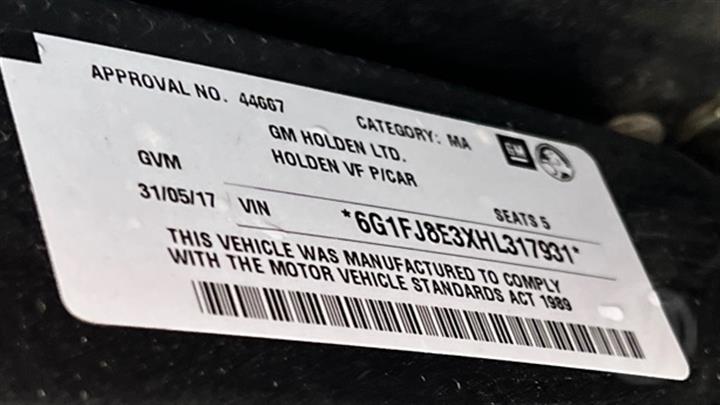 APPROVAL NO. 44667 CATEGORY: MA
GM HOLDEN LTD.
GM
GVM HOLDEN VF P/CAR
SEATS 5
31/05/17 VIN *6G1FJ8E3XHL317931*
THIS VEHICLE WAS MANUFACTURED TO COMPLY
WITH THE MOTOR VEHICLE STANDARDS ACT 1989